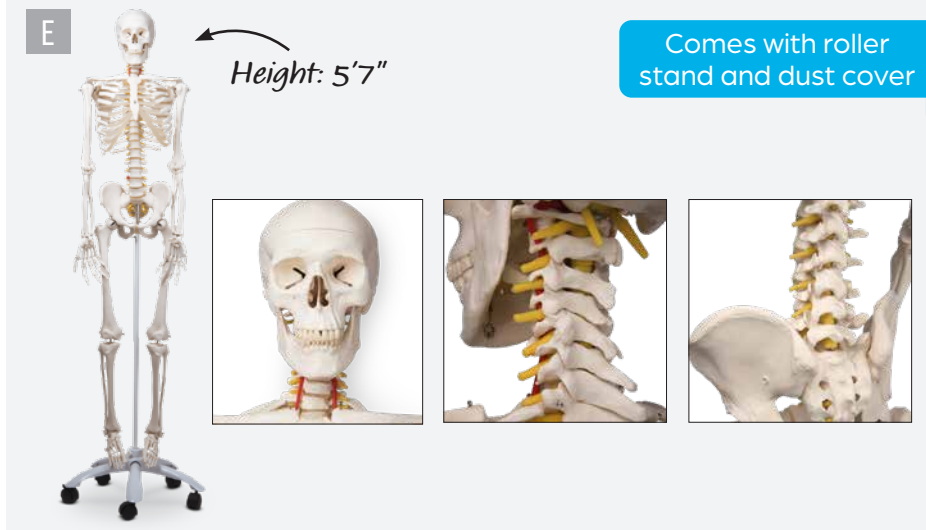 E
Height: 5'7"
Comes with roller
stand and dust cover